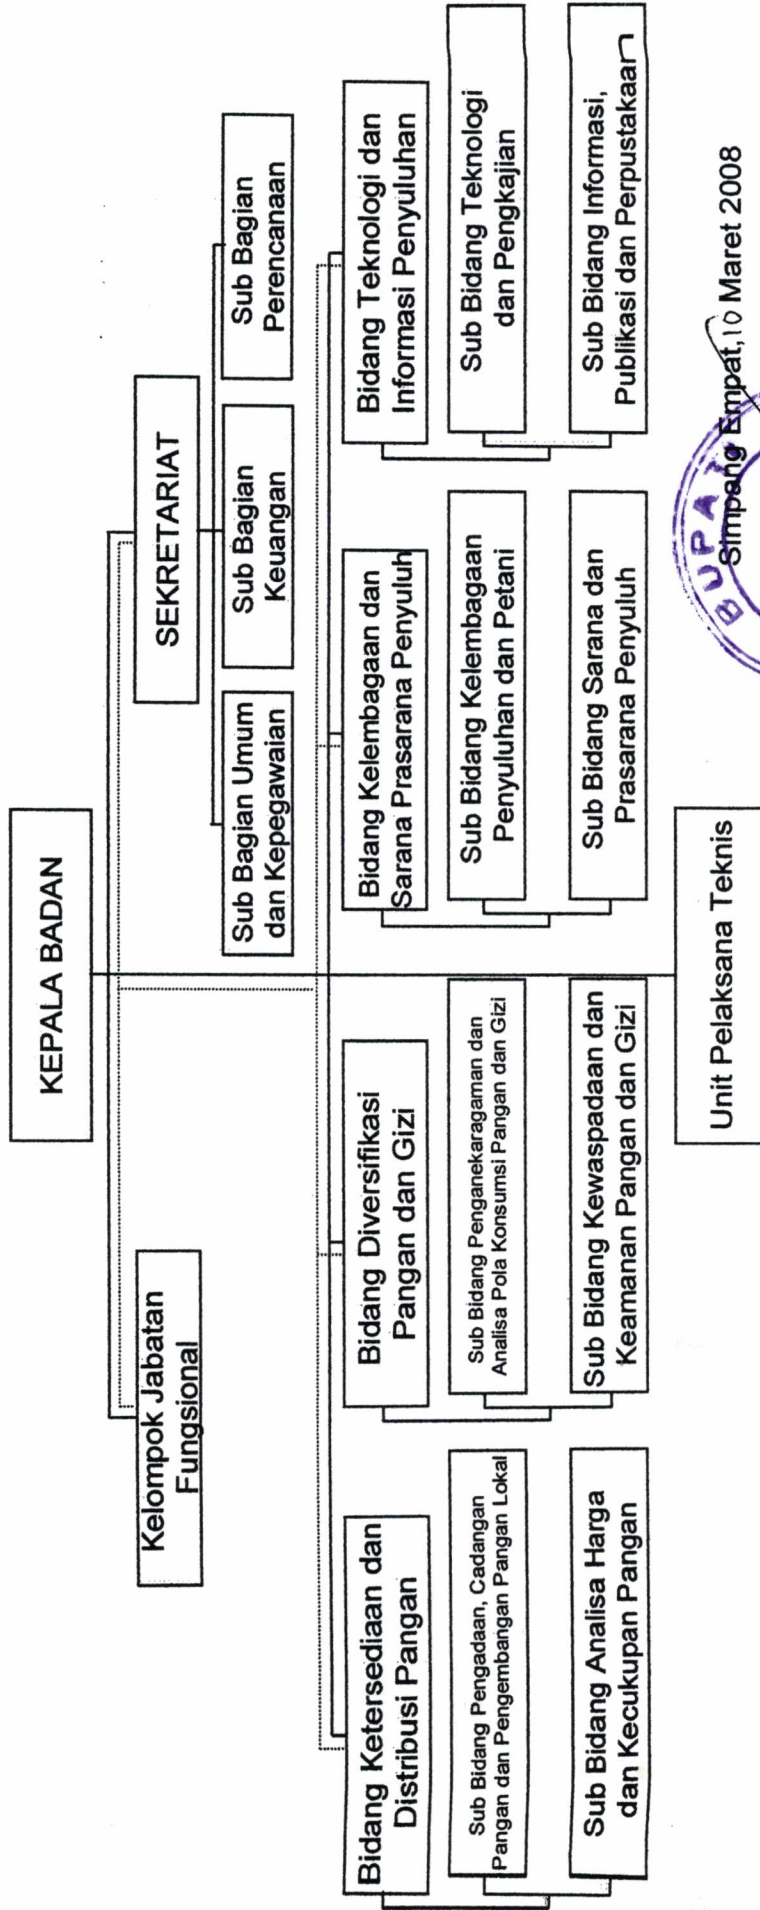 KEPALA BADAN
Kelompok Jabatan
Fungsional
SEKRETARIAT
Sub Bagian Umum
dan Kepegawaian
Sub Bagian
Keuangan
Sub Bagian
Perencanaan
Bidang Ketersediaan dan
Distribusi Pangan
Sub Bidang Pengadaan, Cadangan
Pangan dan Pengembangan Pangan Lokal
Sub Bidang Analisa Harga
dan Kecukupan Pangan
Bidang Diversifikasi
Pangan dan Gizi
Sub Bidang Penganekaragaman dan
Analisa Pola Konsumsi Pangan dan Gizi
Sub Bidang Kewaspadaan dan
Keamanan Pangan dan Gizi
Bidang Kelembagaan dan
Sarana Prasarana Penyuluh
Sub Bidang Kelembagaan
Penyuluhan dan Petani
Sub Bidang Sarana dan
Prasarana Penyuluh
Bidang Teknologi dan
Informasi Penyuluhan
Sub Bidang Teknologi
dan Pengkajian
Sub Bidang Informasi,
Publikasi dan Perpustakaan
Unit Pelaksana Teknis
Simpang Empat, 10 Maret 2008
BUPATI